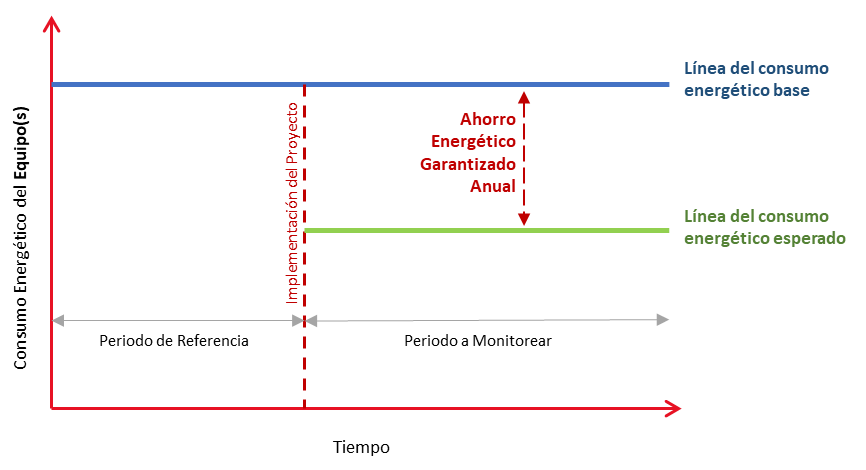 Línea del consumo
energético base
Ahorro
Energético
Garantizado
Anual
Implementación del Proyecto
Línea del consumo
energético esperado
Consumo Energético del Equipo(s)
Periodo de Referencia
Periodo a Monitorear
Tiempo